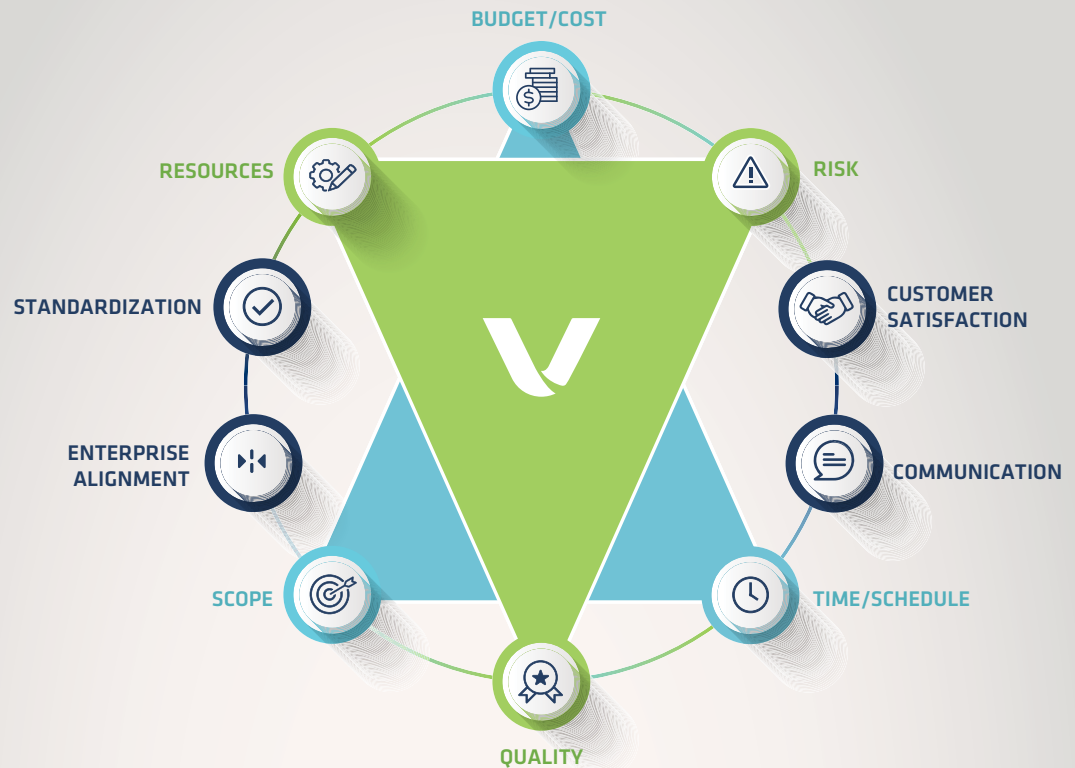 BUDGET/COST
RESOURCES
RISK
STANDARDIZATION
CUSTOMER
SATISFACTION
ENTERPRISE
ALIGNMENT
COMMUNICATION
SCOPE
TIME/SCHEDULE
QUALITY